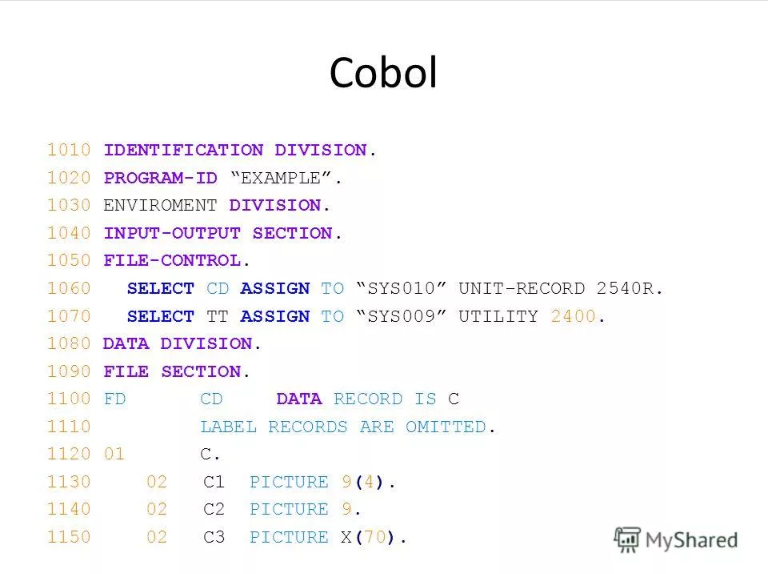 Cobol
1010 IDENTIFICATION DIVISION.
1020 PROGRAM-ID “EXAMPLE”.
1030 ENVIROMENT DIVISION.
1040 INPUT-OUTPUT SECTION.
1050 FILE-CONTROL.
1060 SELECT CD ASSIGN TO “SYS010” UNIT-RECORD 2540R.
1070 SELECT TT ASSIGN TO “SYS009” UTILITY 2400.
1080 DATA DIVISION.
1090 FILE SECTION.
1100 FD CD DATA RECORD IS C
1110 LABEL RECORDS ARE OMITTED.
1120 01 C.
1130 02 C1 PICTURE 9(4).
1140 02 C2 PICTURE 9.
1150 02 C3 PICTURE X(70).
MyShared